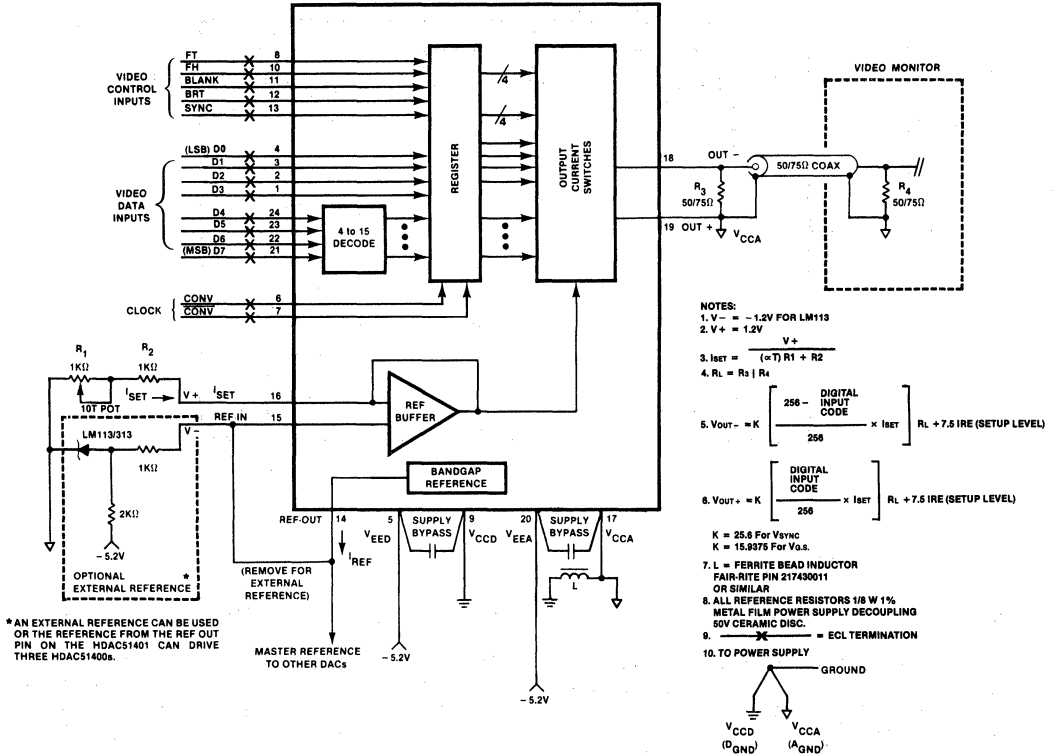 VIDEO
CONTROL
INPUTS
FT 8
FH 10
BLANK 11
BRT 12
SYNC 13
VIDEO
DATA
INPUTS
(LSB) D0 4
D1 3
D2 2
D3 1
D4 24
D5 23
D6 22
(MSB) D7 21
4 to 15
DECODE
REGISTER
4
4
OUTPUT
CURRENT
SWITCHES
CLOCK
CONV 6
CONV 7
18 OUT −
19 OUT +
R3
50/75Ω
VCCA
50/75Ω COAX
VIDEO MONITOR
R4
50/75Ω
R1
1KΩ
R2
1KΩ
10T POT
ISET
V+
ISET 16
REF IN 15
V−
LM113/313
1KΩ
2KΩ
− 5.2V
OPTIONAL
EXTERNAL REFERENCE *
REF
BUFFER
BANDGAP
REFERENCE
REF-OUT 14
IREF
(REMOVE FOR
EXTERNAL
REFERENCE)
MASTER REFERENCE
TO OTHER DACs
5
VEED
SUPPLY
BYPASS
9
VCCD
20
VEEA
SUPPLY
BYPASS
17
VCCA
L
− 5.2V
− 5.2V
* AN EXTERNAL REFERENCE CAN BE USED
OR THE REFERENCE FROM THE REF OUT
PIN ON THE HDAC51401 CAN DRIVE
THREE HDAC51400s.
NOTES:
1. V− = −1.2V FOR LM113
2. V+ = 1.2V
3. ISET = V+ / (∝T) R1 + R2
4. RL = R3 | R4
5. VOUT− = K [ 256 − DIGITAL INPUT CODE / 256 × ISET ] RL + 7.5 IRE (SETUP LEVEL)
6. VOUT+ = K [ DIGITAL INPUT CODE / 256 × ISET ] RL + 7.5 IRE (SETUP LEVEL)
K = 25.6 For VSYNC
K = 15.9375 For VG.S.
7. L = FERRITE BEAD INDUCTOR
FAIR-RITE PIN 217430011
OR SIMILAR
8. ALL REFERENCE RESISTORS 1/8 W 1%
METAL FILM POWER SUPPLY DECOUPLING
50V CERAMIC DISC.
9. = ECL TERMINATION
10. TO POWER SUPPLY
GROUND
VCCD
(DGND)
VCCA
(AGND)